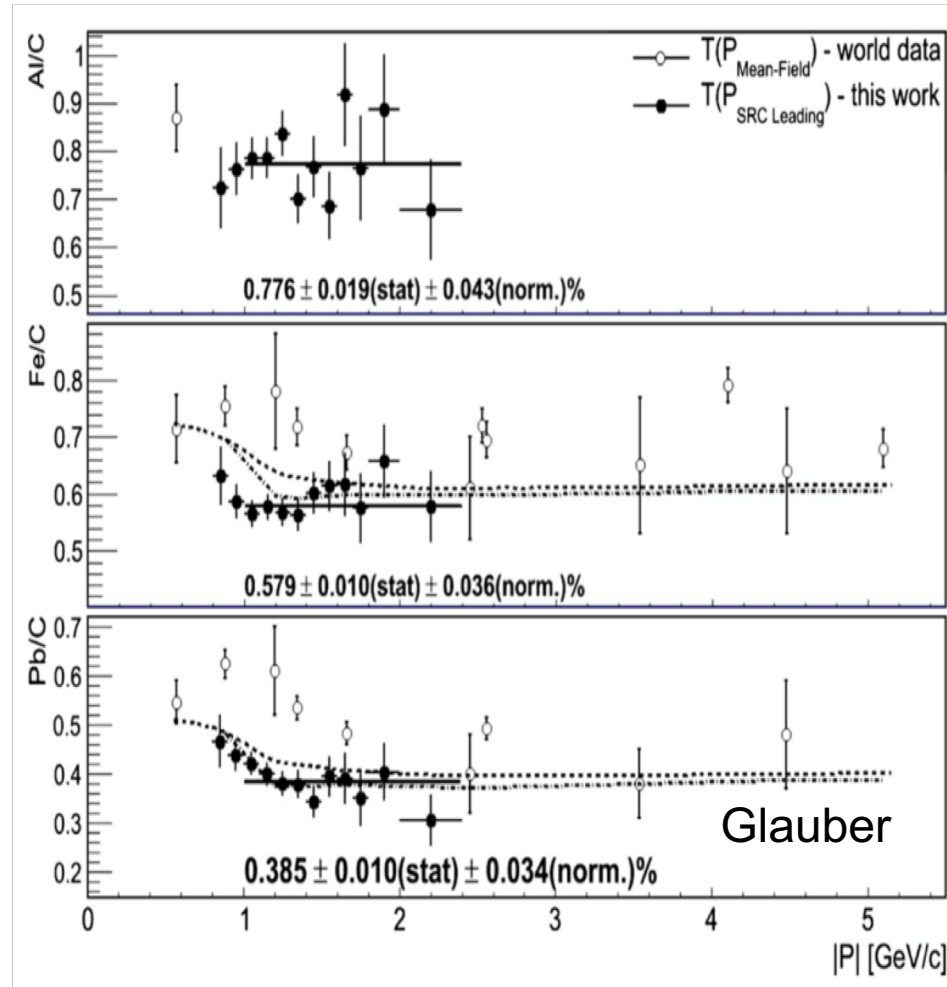 Al/C
1
0.9
0.8
0.7
0.6
0.5
T(P Mean-Field) - world data
T(P SRC Leading) - this work
0.776 ± 0.019(stat) ± 0.043(norm.)%
Fe/C
0.8
0.7
0.6
0.5
0.579 ± 0.010(stat) ± 0.036(norm.)%
Pb/C
0.7
0.6
0.5
0.4
0.3
0.2
Glauber
0.385 ± 0.010(stat) ± 0.034(norm.)%
0 1 2 3 4 5
|P| [GeV/c]